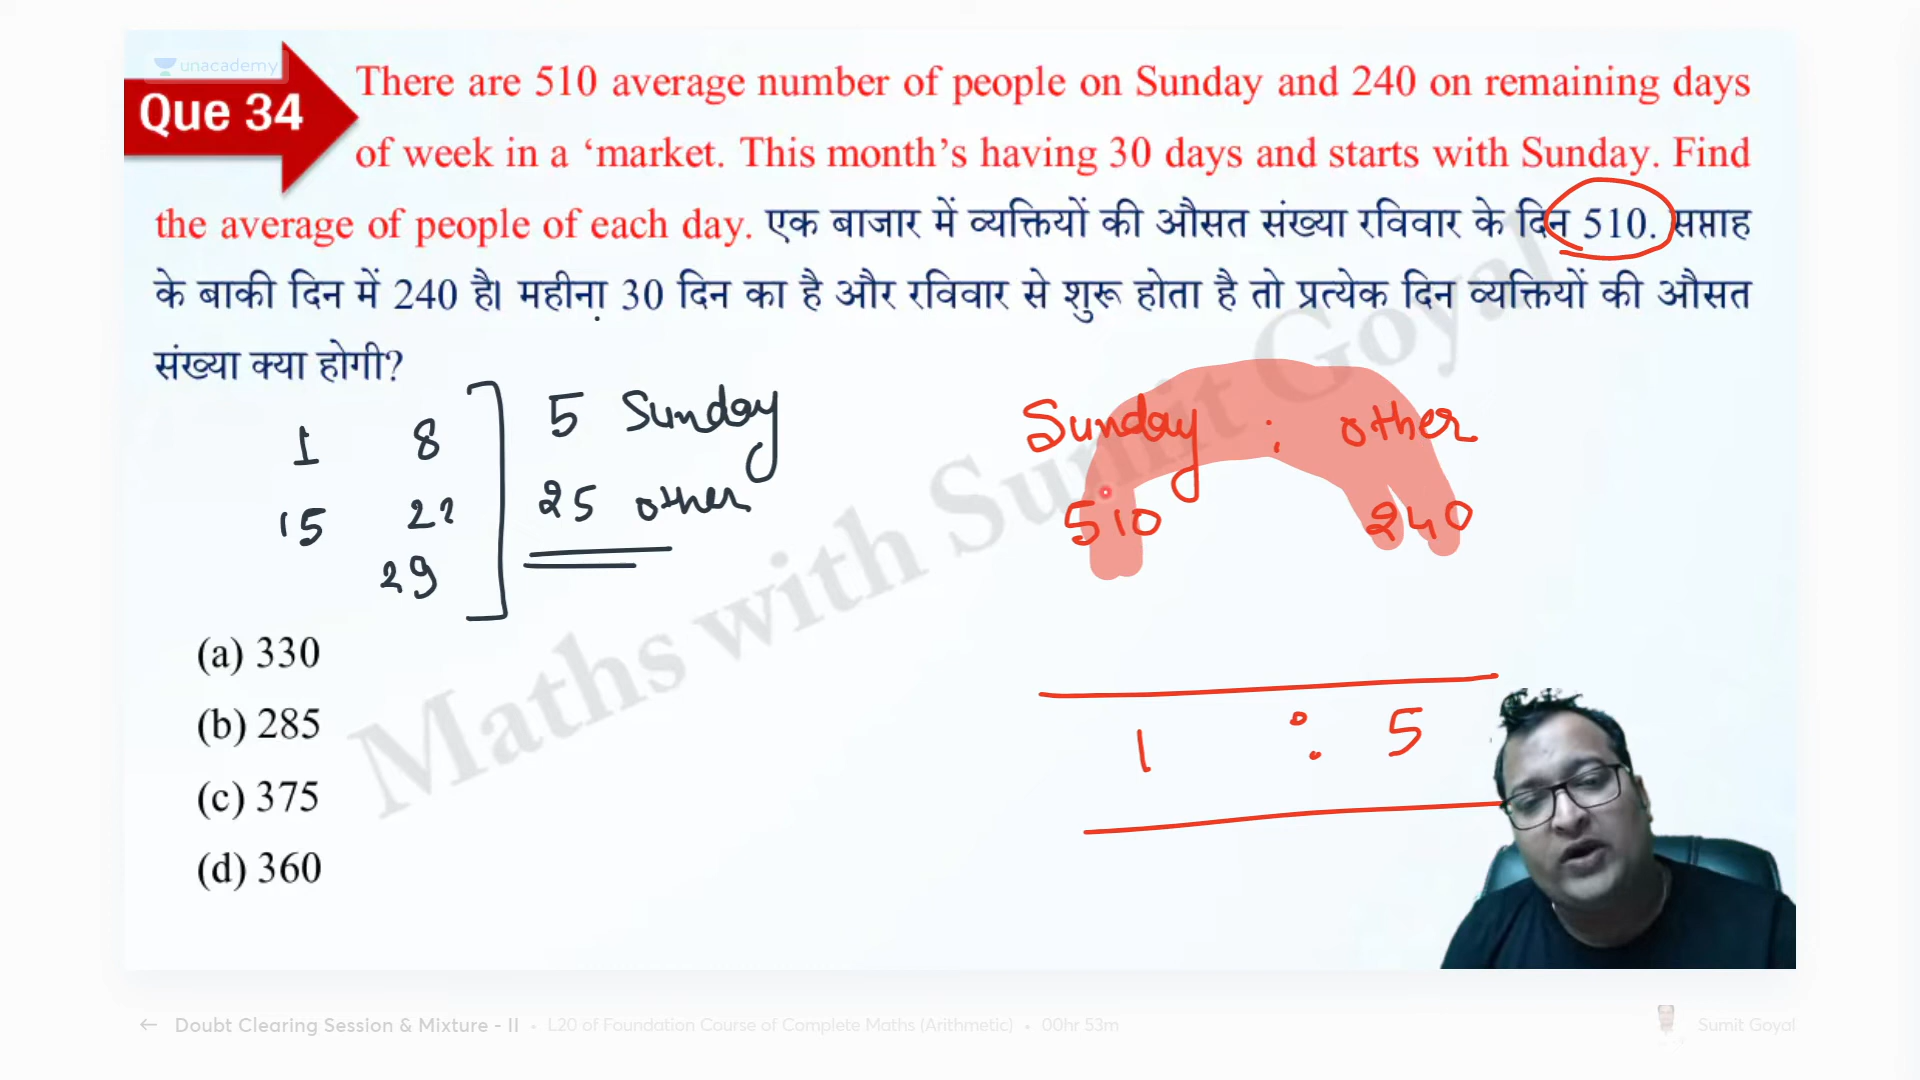 unacademy
Que 34
There are 510 average number of people on Sunday and 240 on remaining days
of week in a ‘market. This month’s having 30 days and starts with Sunday. Find
the average of people of each day. एक बाजार में व्यक्तियों की औसत संख्या रविवार के दिन 510. सप्ताह
के बाकी दिन में 240 है। महीना 30 दिन का है और रविवार से शुरू होता है तो प्रत्येक दिन व्यक्तियों की औसत
संख्या क्या होगी?
1 8
15 22
29
5 Sunday
25 other
Sunday : other
510 240
1 : 5
(a) 330
(b) 285
(c) 375
(d) 360
Maths with Sumit Goyal
← Doubt Clearing Session & Mixture - II • L20 of Foundation Course of Complete Maths (Arithmetic) • 00hr 53m
Sumit Goyal